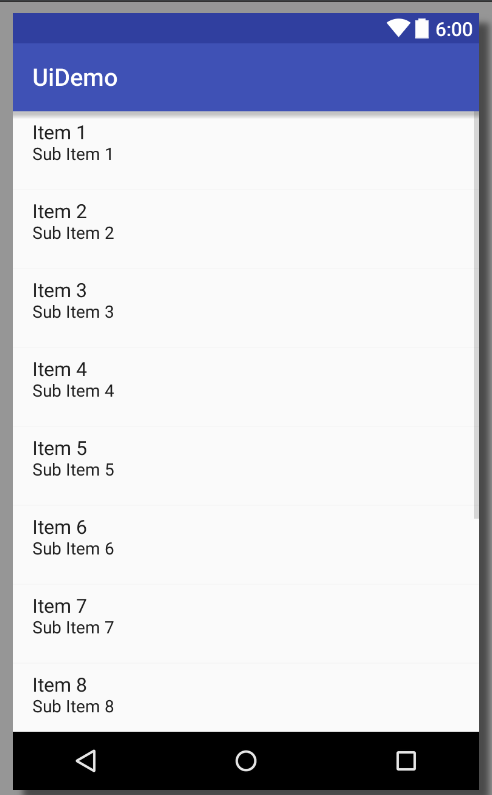 6:00
UiDemo
Item 1
Sub Item 1
Item 2
Sub Item 2
Item 3
Sub Item 3
Item 4
Sub Item 4
Item 5
Sub Item 5
Item 6
Sub Item 6
Item 7
Sub Item 7
Item 8
Sub Item 8